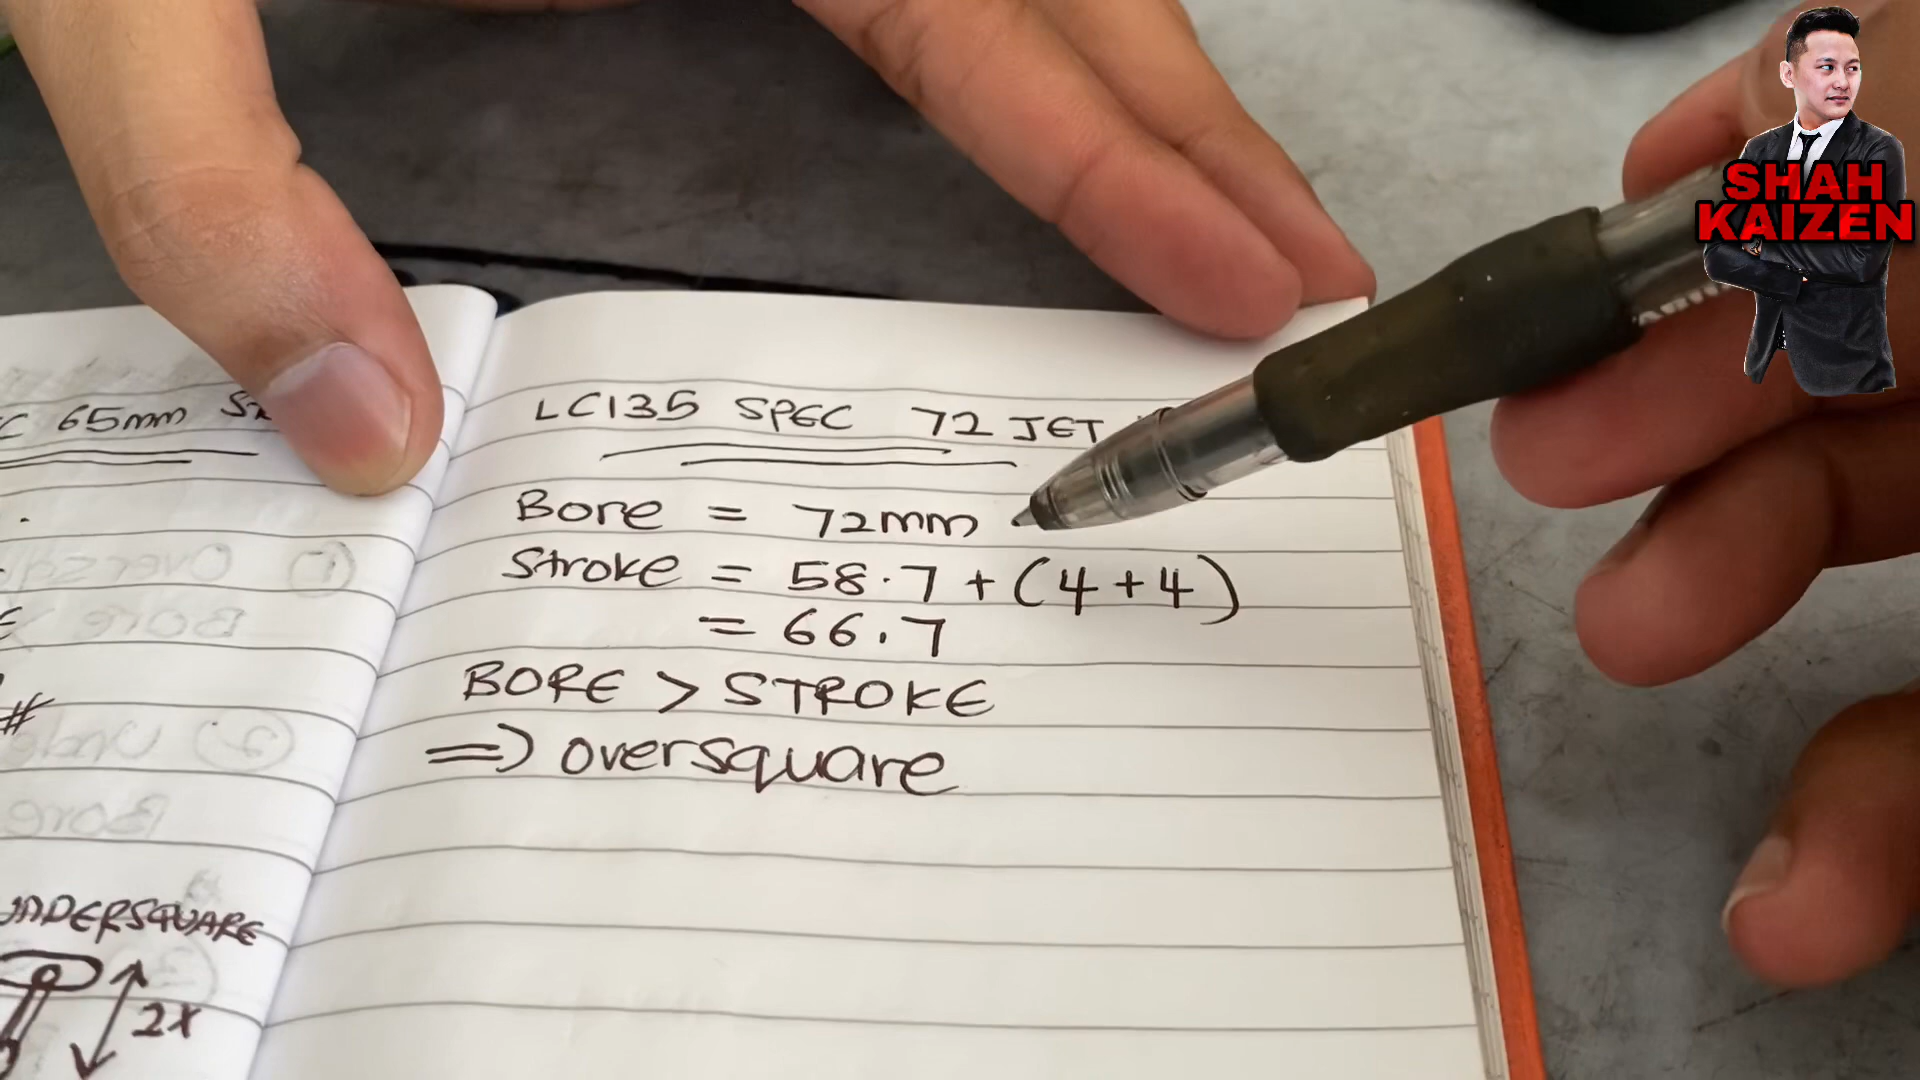 65mm
UNDERSQUARE
2x
LC135 SPEC 72 JET
Bore = 72mm
Stroke = 58.7 + (4+4)
= 66.7
BORE > STROKE
=> oversquare
SHAH
KAIZEN